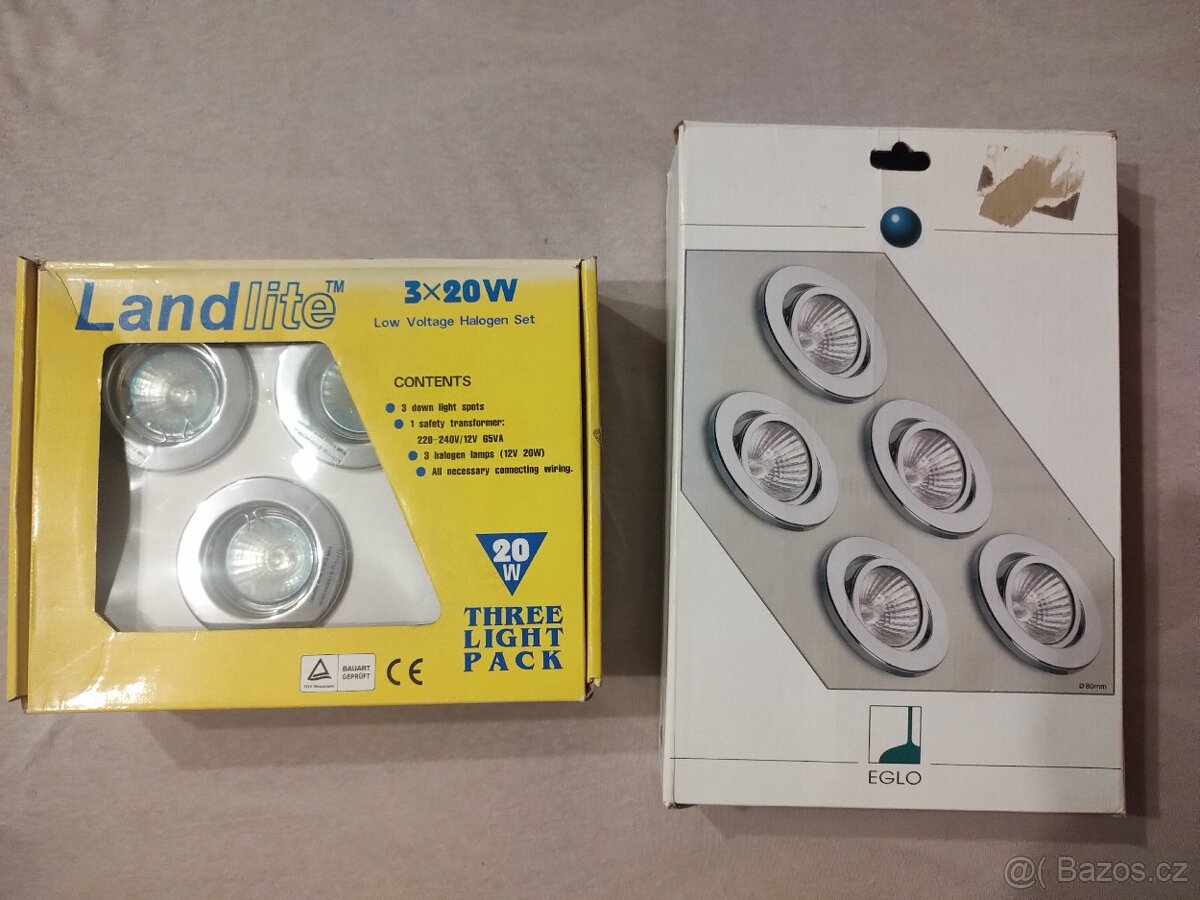 Landlite™
3×20W
Low Voltage Halogen Set
CONTENTS
3 down light spots
1 safety transformer:
220-240V/12V 65VA
3 halogen lamps (12V 20W)
All necessary connecting wiring.
20
W
THREE
LIGHT
PACK
TÜV Rheinland
BAUART
GEPRÜFT
CE
Ø 80mm
EGLO
@( Bazos.cz